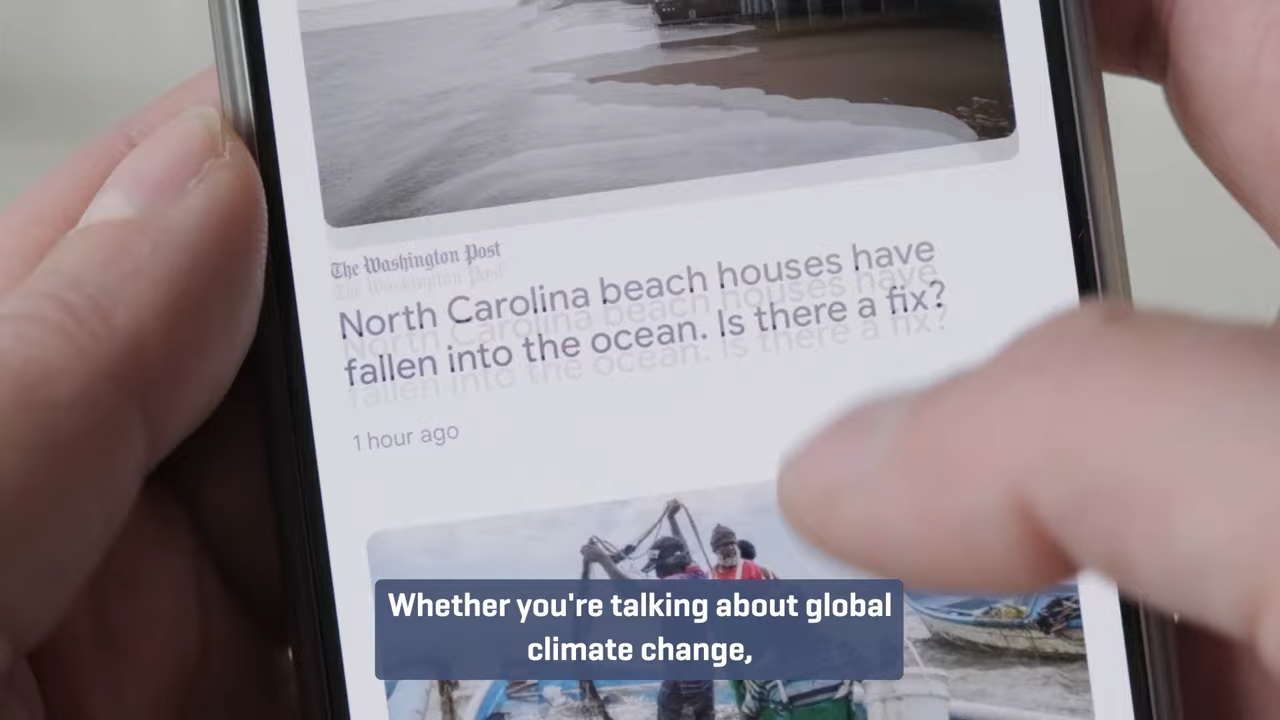 The Washington Post
North Carolina beach houses have
fallen into the ocean. Is there a fix?
1 hour ago
Whether you're talking about global
climate change,